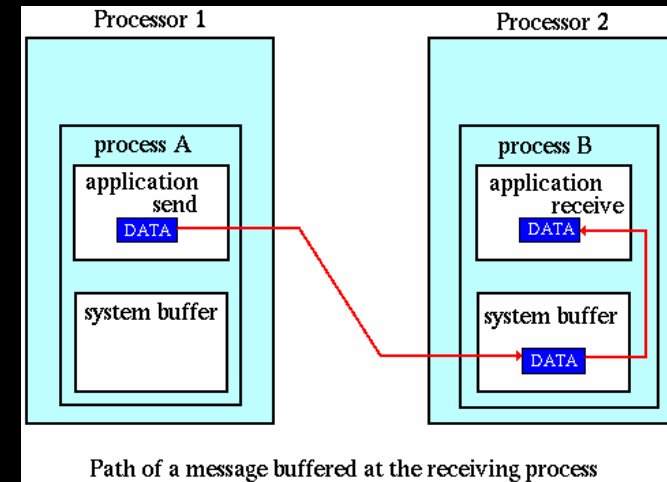 Processor 1
process A
application
send
DATA
system buffer
Processor 2
process B
application
receive
DATA
system buffer
DATA
Path of a message buffered at the receiving process